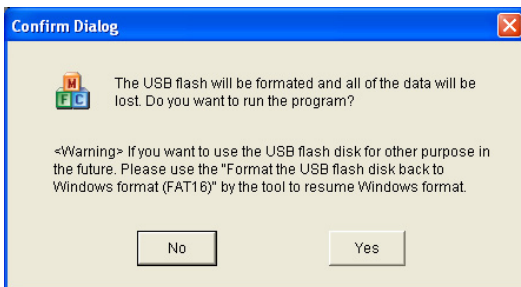 Confirm Dialog
M
F C
The USB flash will be formated and all of the data will be
lost. Do you want to run the program?
<Warning> If you want to use the USB flash disk for other purpose in
the future. Please use the "Format the USB flash disk back to
Windows format (FAT16)" by the tool to resume Windows format.
No Yes